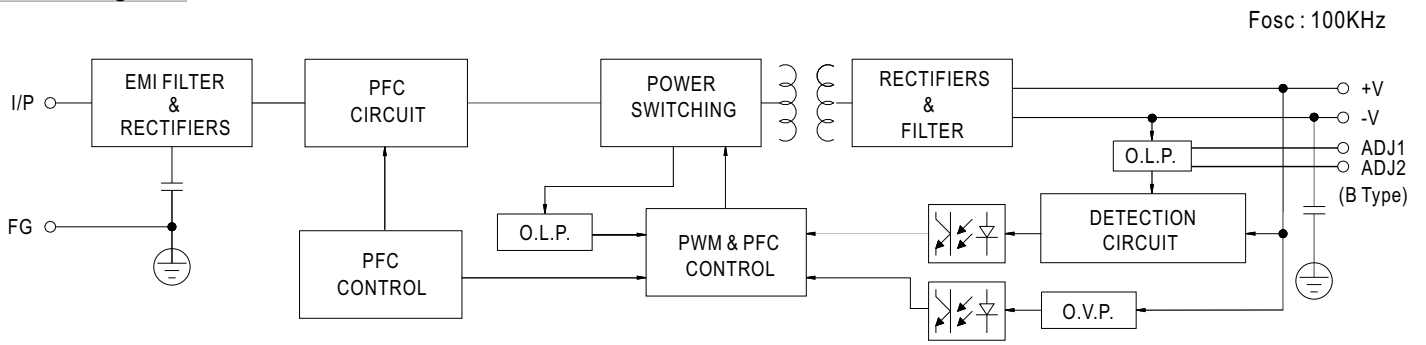 Fosc : 100KHz
I/P
EMI FILTER
&
RECTIFIERS
PFC
CIRCUIT
POWER
SWITCHING
RECTIFIERS
&
FILTER
+V
-V
O.L.P.
ADJ1
ADJ2
(B Type)
FG
O.L.P.
PFC
CONTROL
PWM & PFC
CONTROL
DETECTION
CIRCUIT
O.V.P.